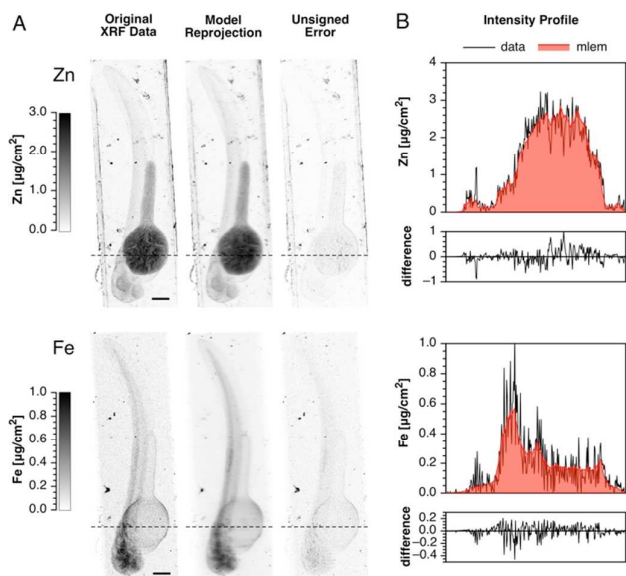 A
Original
XRF Data
Model
Reprojection
Unsigned
Error
Zn
3.0
2.0
1.0
0.0
Zn [µg/cm²]
Fe
1.0
0.8
0.6
0.4
0.2
0.0
Fe [µg/cm²]
B
Intensity Profile
data
mlem
4
3
2
1
0
Zn [µg/cm²]
1
0
−1
difference
1.0
0.8
0.6
0.4
0.2
0.0
Fe [µg/cm²]
0.2
0.0
−0.2
−0.4
difference